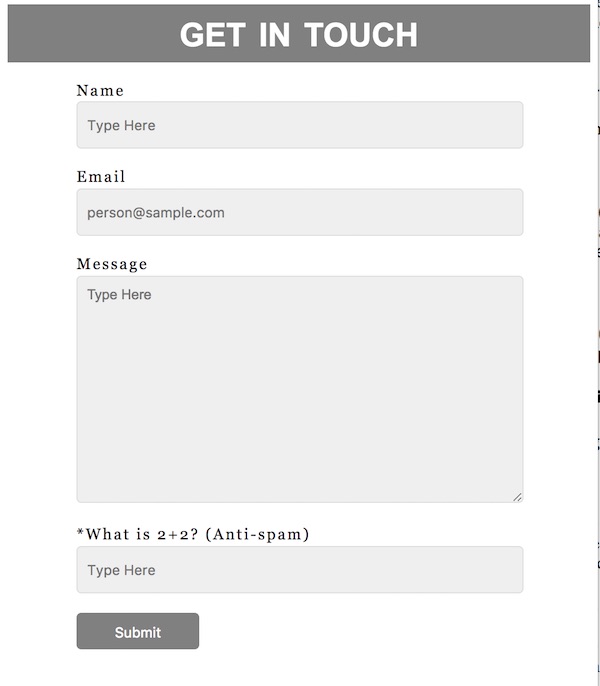 GET IN TOUCH
Name
Type Here
Email
person@sample.com
Message
Type Here
*What is 2+2? (Anti-spam)
Type Here
Submit